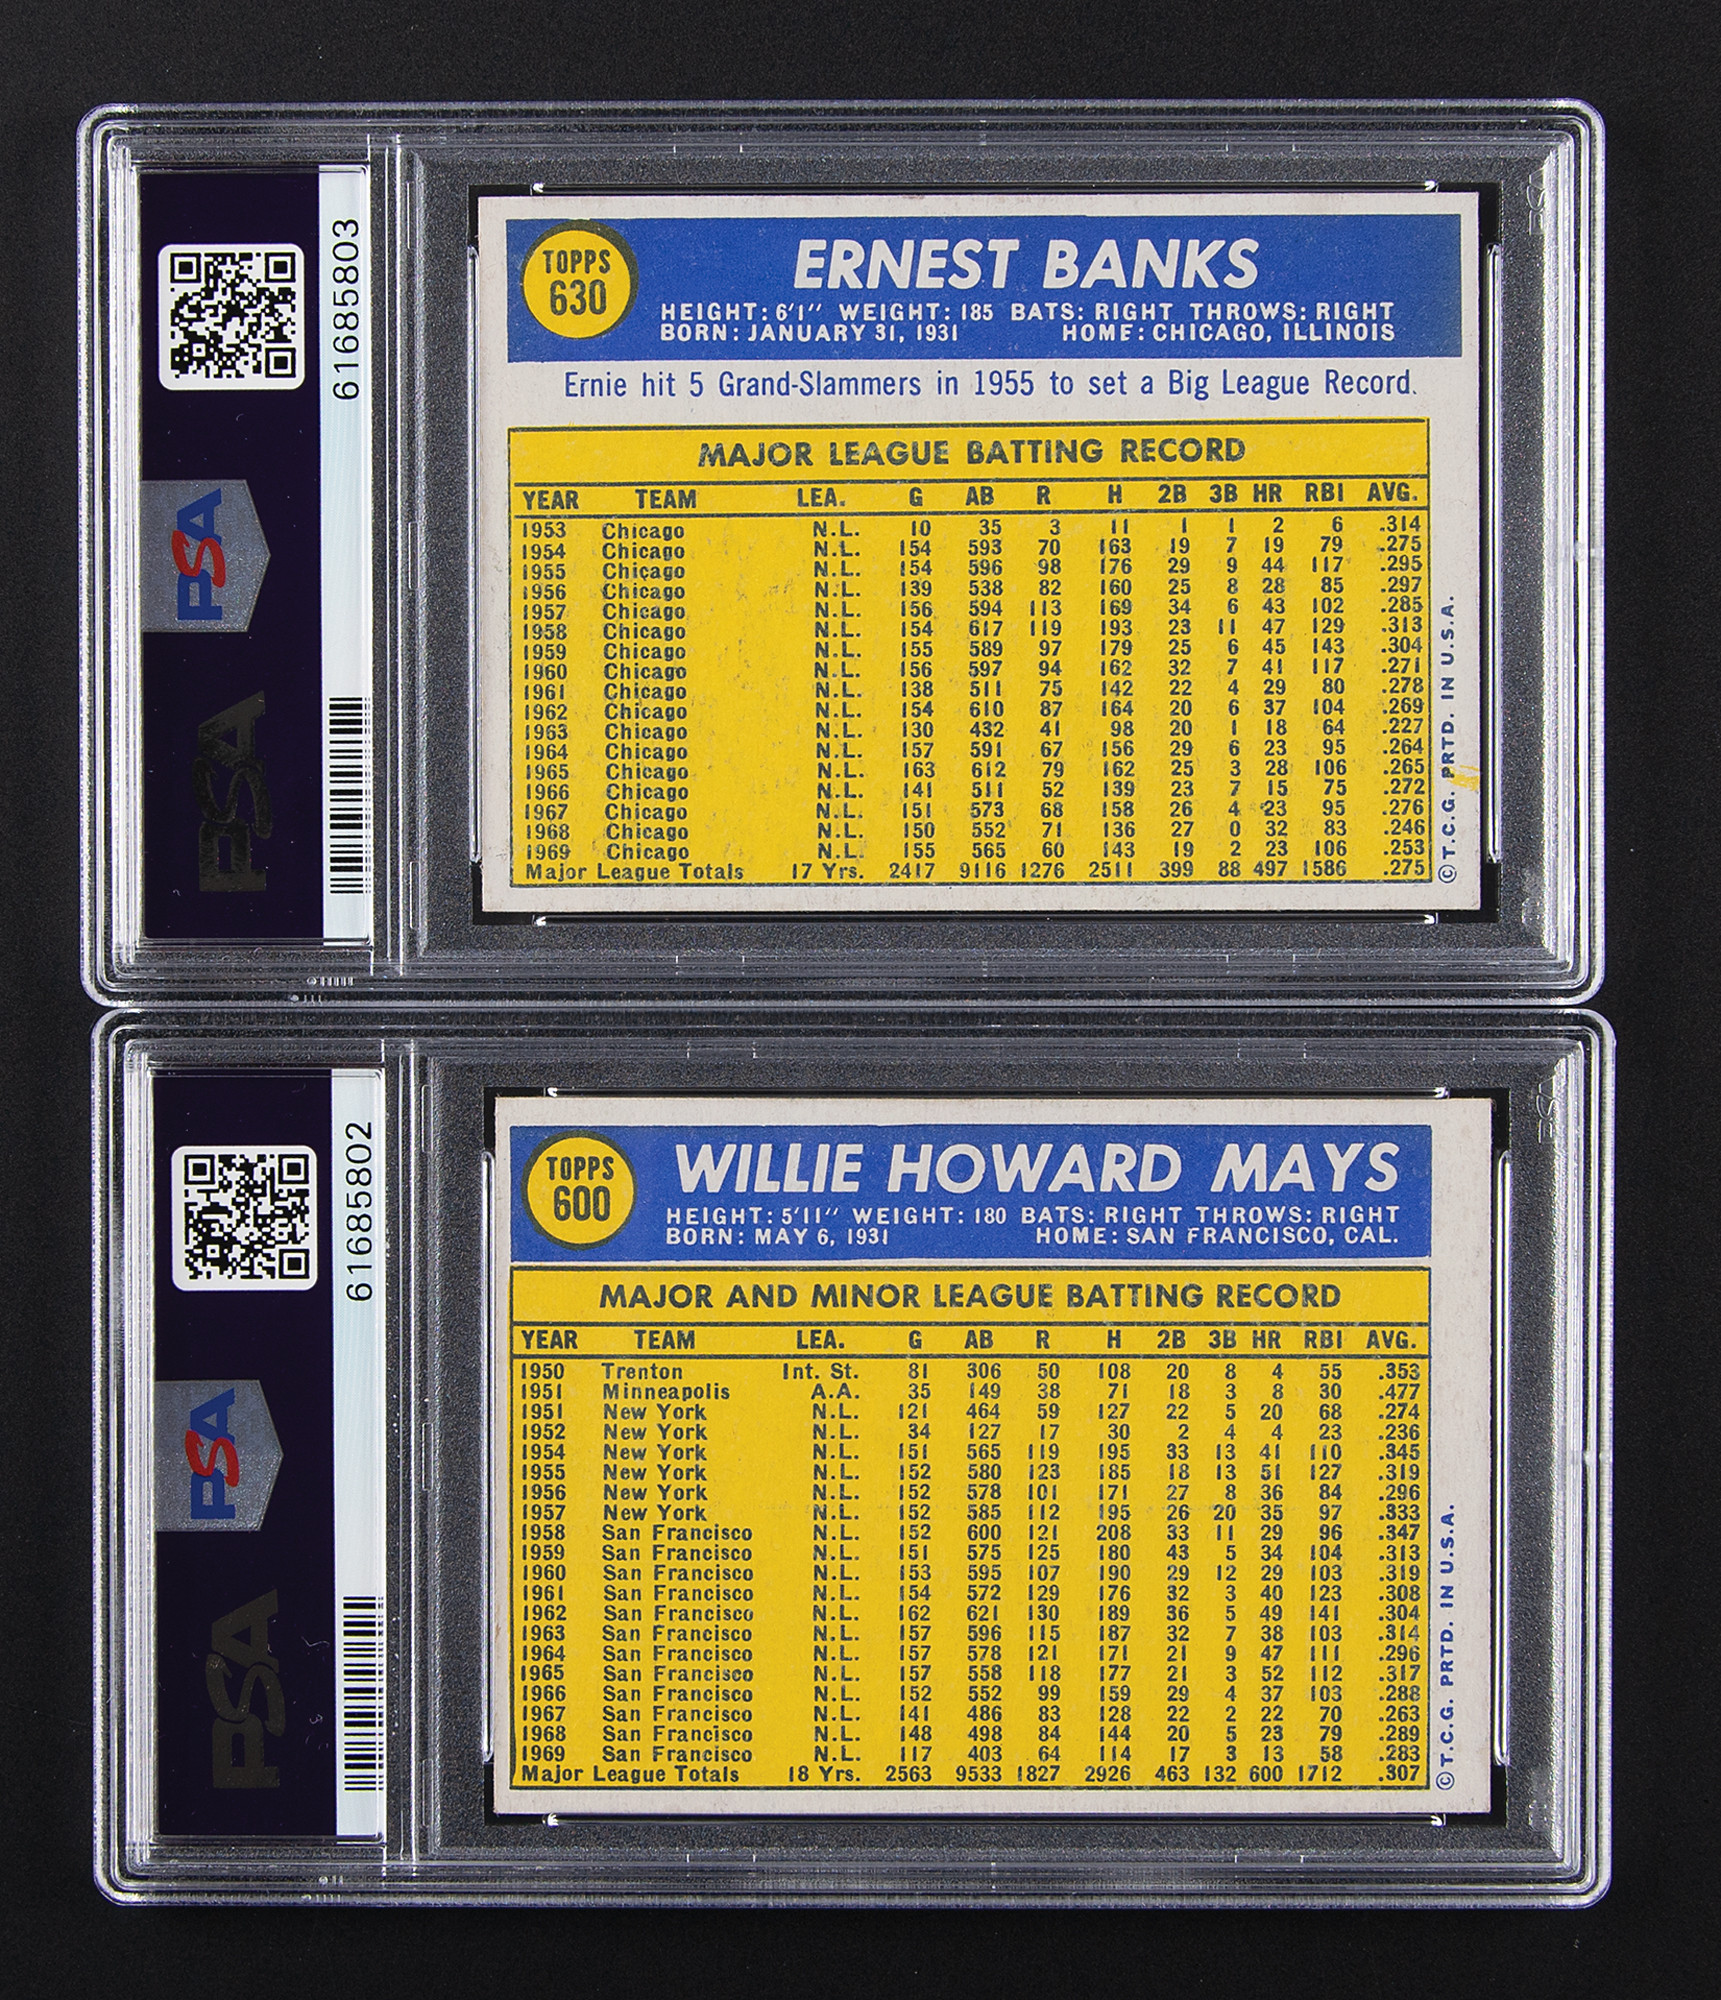 61685803
PSA
PSA
TOPPS
630
ERNEST BANKS
HEIGHT: 6'1" WEIGHT: 185 BATS: RIGHT THROWS: RIGHT
BORN: JANUARY 31, 1931 HOME: CHICAGO, ILLINOIS
Ernie hit 5 Grand-Slammers in 1955 to set a Big League Record.
MAJOR LEAGUE BATTING RECORD
YEAR TEAM LEA. G AB R H 2B 3B HR RBI AVG.
1953 Chicago N.L. 10 35 3 11 1 1 2 6 .314
1954 Chicago N.L. 154 593 70 163 19 7 19 79 .275
1955 Chicago N.L. 154 596 98 176 29 9 44 117 .295
1956 Chicago N.L. 139 538 82 160 25 8 28 85 .297
1957 Chicago N.L. 156 594 113 169 34 6 43 102 .285
1958 Chicago N.L. 154 617 119 193 23 11 47 129 .313
1959 Chicago N.L. 155 589 97 179 25 6 45 143 .304
1960 Chicago N.L. 156 597 94 162 32 7 41 117 .271
1961 Chicago N.L. 138 511 75 142 22 4 29 80 .278
1962 Chicago N.L. 154 610 87 164 20 6 37 104 .269
1963 Chicago N.L. 130 432 41 98 20 1 18 64 .227
1964 Chicago N.L. 157 591 67 156 29 6 23 95 .264
1965 Chicago N.L. 163 612 79 162 25 3 28 106 .265
1966 Chicago N.L. 141 511 52 139 23 7 15 75 .272
1967 Chicago N.L. 151 573 68 158 26 4 23 95 .276
1968 Chicago N.L. 150 552 71 136 27 0 32 83 .246
1969 Chicago N.L. 155 565 60 143 19 2 23 106 .253
Major League Totals 17 Yrs. 2417 9116 1276 2511 399 88 497 1586 .275
©T.C.G. PRTD. IN U.S.A.
61685802
PSA
PSA
TOPPS
600
WILLIE HOWARD MAYS
HEIGHT: 5'11" WEIGHT: 180 BATS: RIGHT THROWS: RIGHT
BORN: MAY 6, 1931 HOME: SAN FRANCISCO, CAL.
MAJOR AND MINOR LEAGUE BATTING RECORD
YEAR TEAM LEA. G AB R H 2B 3B HR RBI AVG.
1950 Trenton Int. St. 81 306 50 108 20 8 4 55 .353
1951 Minneapolis A.A. 35 149 38 71 18 3 8 30 .477
1951 New York N.L. 121 464 59 127 22 5 20 68 .274
1952 New York N.L. 34 127 17 30 2 4 4 23 .236
1954 New York N.L. 151 565 119 195 33 13 41 110 .345
1955 New York N.L. 152 580 123 185 18 13 51 127 .319
1956 New York N.L. 152 578 101 171 27 8 36 84 .296
1957 New York N.L. 152 585 112 195 26 20 35 97 .333
1958 San Francisco N.L. 152 600 121 208 33 11 29 96 .347
1959 San Francisco N.L. 151 575 125 180 43 5 34 104 .313
1960 San Francisco N.L. 153 595 107 190 29 12 29 103 .319
1961 San Francisco N.L. 154 572 129 176 32 3 40 123 .308
1962 San Francisco N.L. 162 621 130 189 36 5 49 141 .304
1963 San Francisco N.L. 157 596 115 187 32 7 38 103 .314
1964 San Francisco N.L. 157 578 121 171 21 9 47 111 .296
1965 San Francisco N.L. 157 558 118 177 21 3 52 112 .317
1966 San Francisco N.L. 152 552 99 159 29 4 37 103 .288
1967 San Francisco N.L. 141 486 83 128 22 2 22 70 .263
1968 San Francisco N.L. 148 498 84 144 20 5 23 79 .289
1969 San Francisco N.L. 117 403 64 114 17 3 13 58 .283
Major League Totals 18 Yrs. 2563 9533 1827 2926 463 132 600 1712 .307
©T.C.G. PRTD. IN U.S.A.